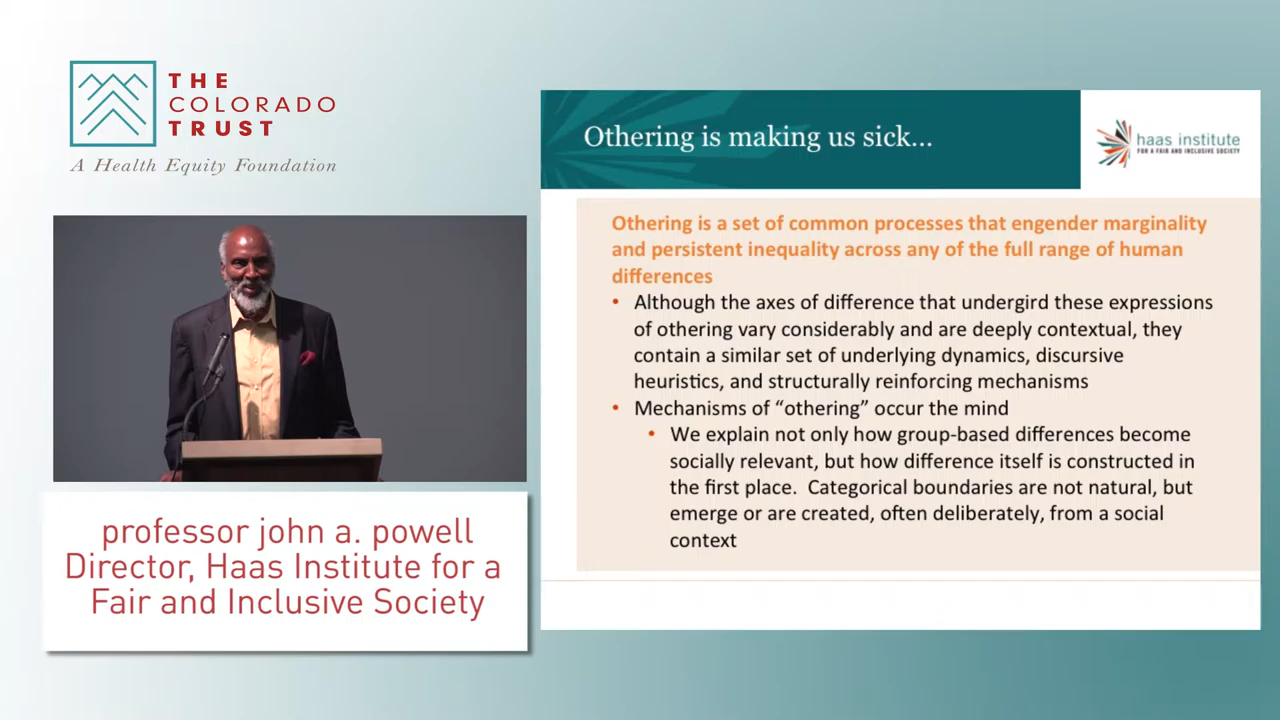 THE
COLORADO
TRUST
A Health Equity Foundation
professor john a. powell
Director, Haas Institute for a
Fair and Inclusive Society
Othering is making us sick...
haas institute
FOR A FAIR AND INCLUSIVE SOCIETY
Othering is a set of common processes that engender marginality
and persistent inequality across any of the full range of human
differences
• Although the axes of difference that undergird these expressions
of othering vary considerably and are deeply contextual, they
contain a similar set of underlying dynamics, discursive
heuristics, and structurally reinforcing mechanisms
• Mechanisms of “othering” occur the mind
• We explain not only how group-based differences become
socially relevant, but how difference itself is constructed in
the first place. Categorical boundaries are not natural, but
emerge or are created, often deliberately, from a social
context